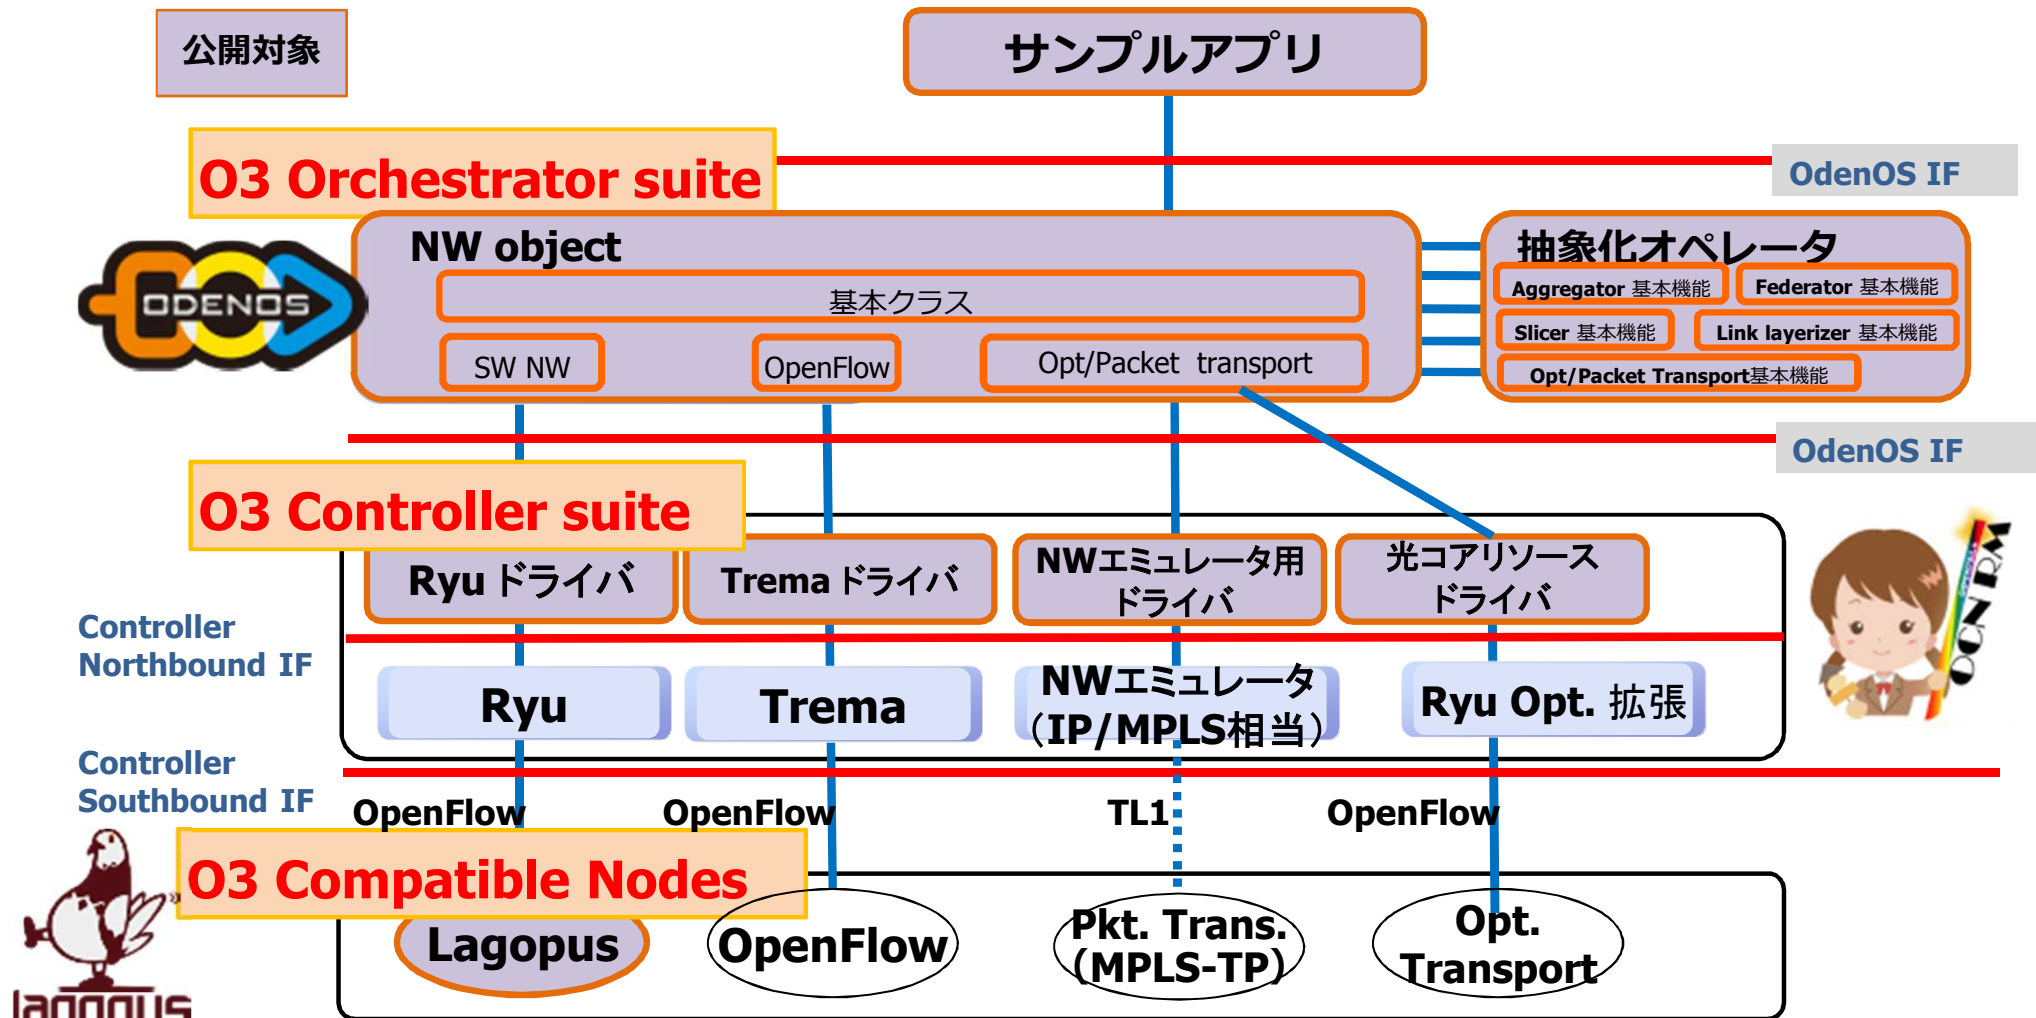 公開対象
サンプルアプリ
O3 Orchestrator suite
OdenOS IF
NW object
抽象化オペレータ
基本クラス
Aggregator 基本機能
Federator 基本機能
ODENOS
Slicer 基本機能
Link layerizer 基本機能
SW NW
OpenFlow
Opt/Packet transport
Opt/Packet Transport基本機能
OdenOS IF
O3 Controller suite
Ryu ドライバ
Trema ドライバ
NWエミュレータ用
ドライバ
光コアリソース
ドライバ
OCNRM
Controller
Northbound IF
Ryu
Trema
NWエミュレータ
（IP/MPLS相当）
Ryu Opt. 拡張
Controller
Southbound IF
OpenFlow
OpenFlow
TL1
OpenFlow
O3 Compatible Nodes
Lagopus
OpenFlow
Pkt. Trans.
（MPLS-TP）
Opt.
Transport
lagopus